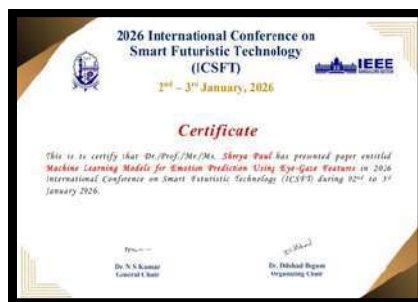 2026 International Conference on
Smart Futuristic Technology
(ICSFT)
IEEE
BANGALORE SECTION
2nd – 3rd January, 2026
Certificate
This is to certify that Dr./Prof./Mr./Ms. Shreya Paul has presented paper entitled
Machine Learning Models for Emotion Prediction Using Eye-Gaze Features in 2026
International Conference on Smart Futuristic Technology (ICSFT) during 02nd to 3rd
January 2026.
Dr. N S Kumar
General Chair
Dr. Dilshad Begum
Organizing Chair